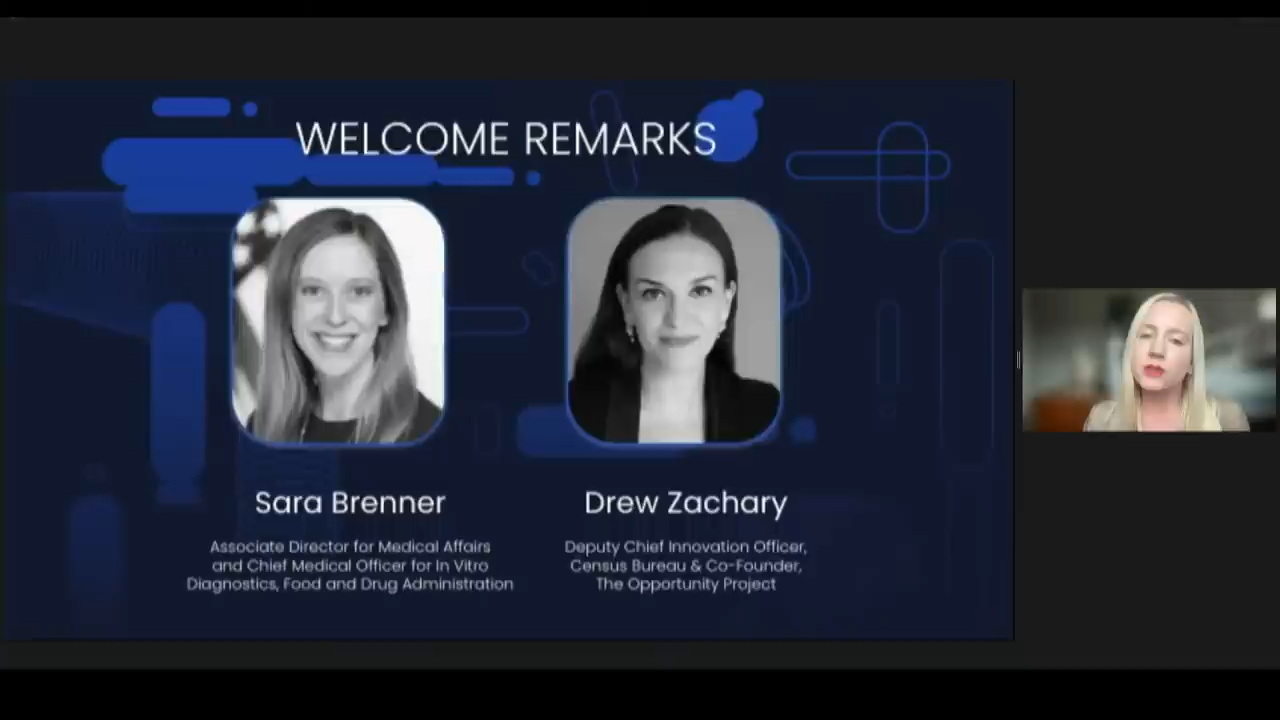 WELCOME REMARKS
Sara Brenner
Associate Director for Medical Affairs
and Chief Medical Officer for In Vitro
Diagnostics, Food and Drug Administration
Drew Zachary
Deputy Chief Innovation Officer,
Census Bureau & Co-Founder,
The Opportunity Project